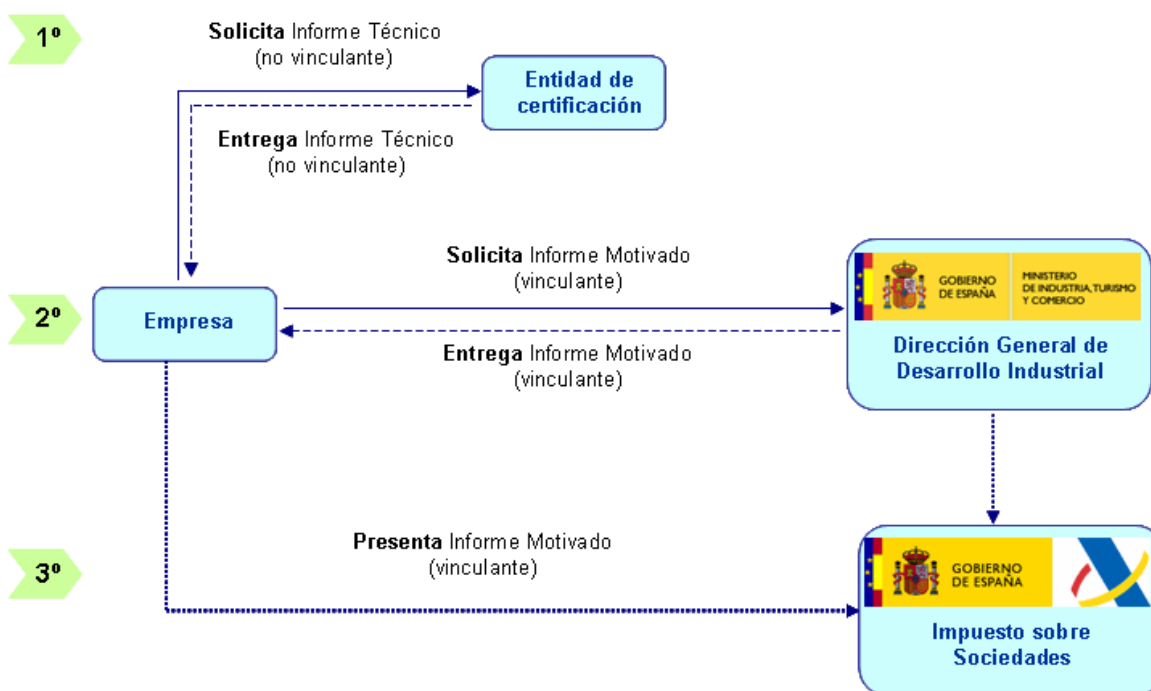 1º
Solicita Informe Técnico
(no vinculante)
Entidad de
certificación
Entrega Informe Técnico
(no vinculante)
2º
Empresa
Solicita Informe Motivado
(vinculante)
Entrega Informe Motivado
(vinculante)
GOBIERNO
DE ESPAÑA
MINISTERIO
DE INDUSTRIA, TURISMO
Y COMERCIO
Dirección General de
Desarrollo Industrial
3º
Presenta Informe Motivado
(vinculante)
GOBIERNO
DE ESPAÑA
Impuesto sobre
Sociedades